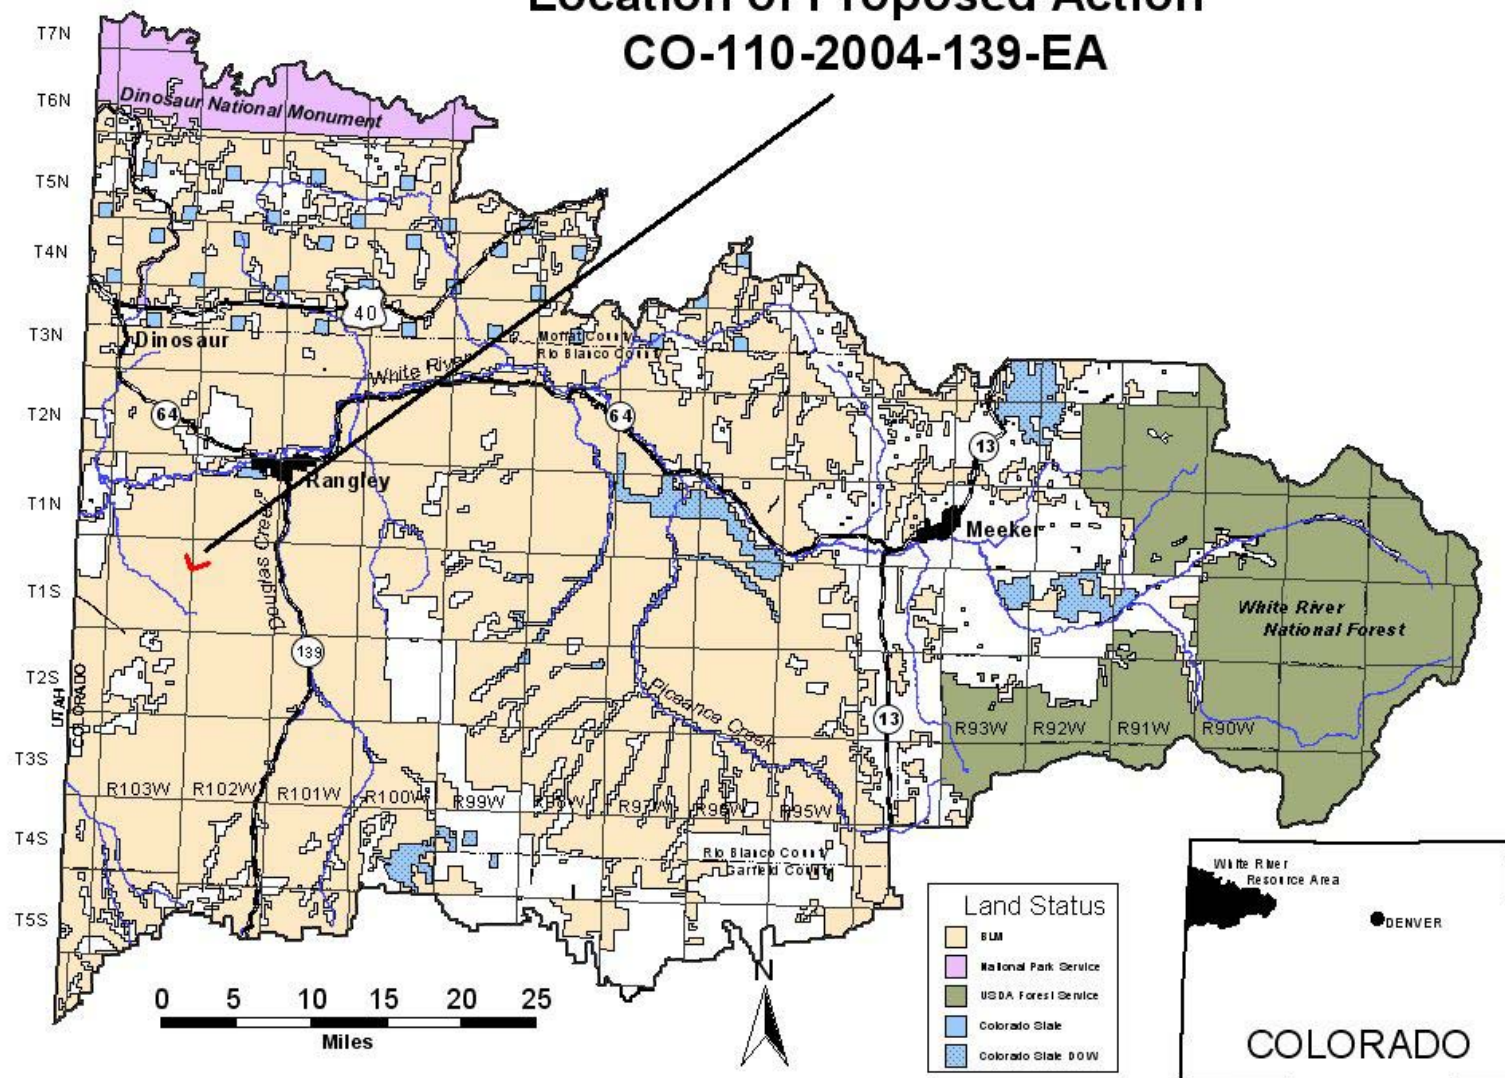 Location of Proposed Action
CO-110-2004-139-EA
T7N
T6N
T5N
T4N
T3N
T2N
T1N
T1S
T2S
T3S
T4S
T5S
Dinosaur National Monument
40
Dinosaur
Moffat County
Rio Blanco County
White River
64
64
13
Rangley
Meeker
Douglas Creek
White River
National Forest
139
UTAH
COLORADO
Piceance Creek
13
R93W
R92W
R91W
R90W
R103W
R102W
R101W
R100W
R99W
R98W
R97W
R96W
R95W
Rio Blanco County
Garfield County
0 5 10 15 20 25
Miles
N
Land Status
BLM
National Park Service
USDA Forest Service
Colorado State
Colorado State DOW
White River
Resource Area
DENVER
COLORADO